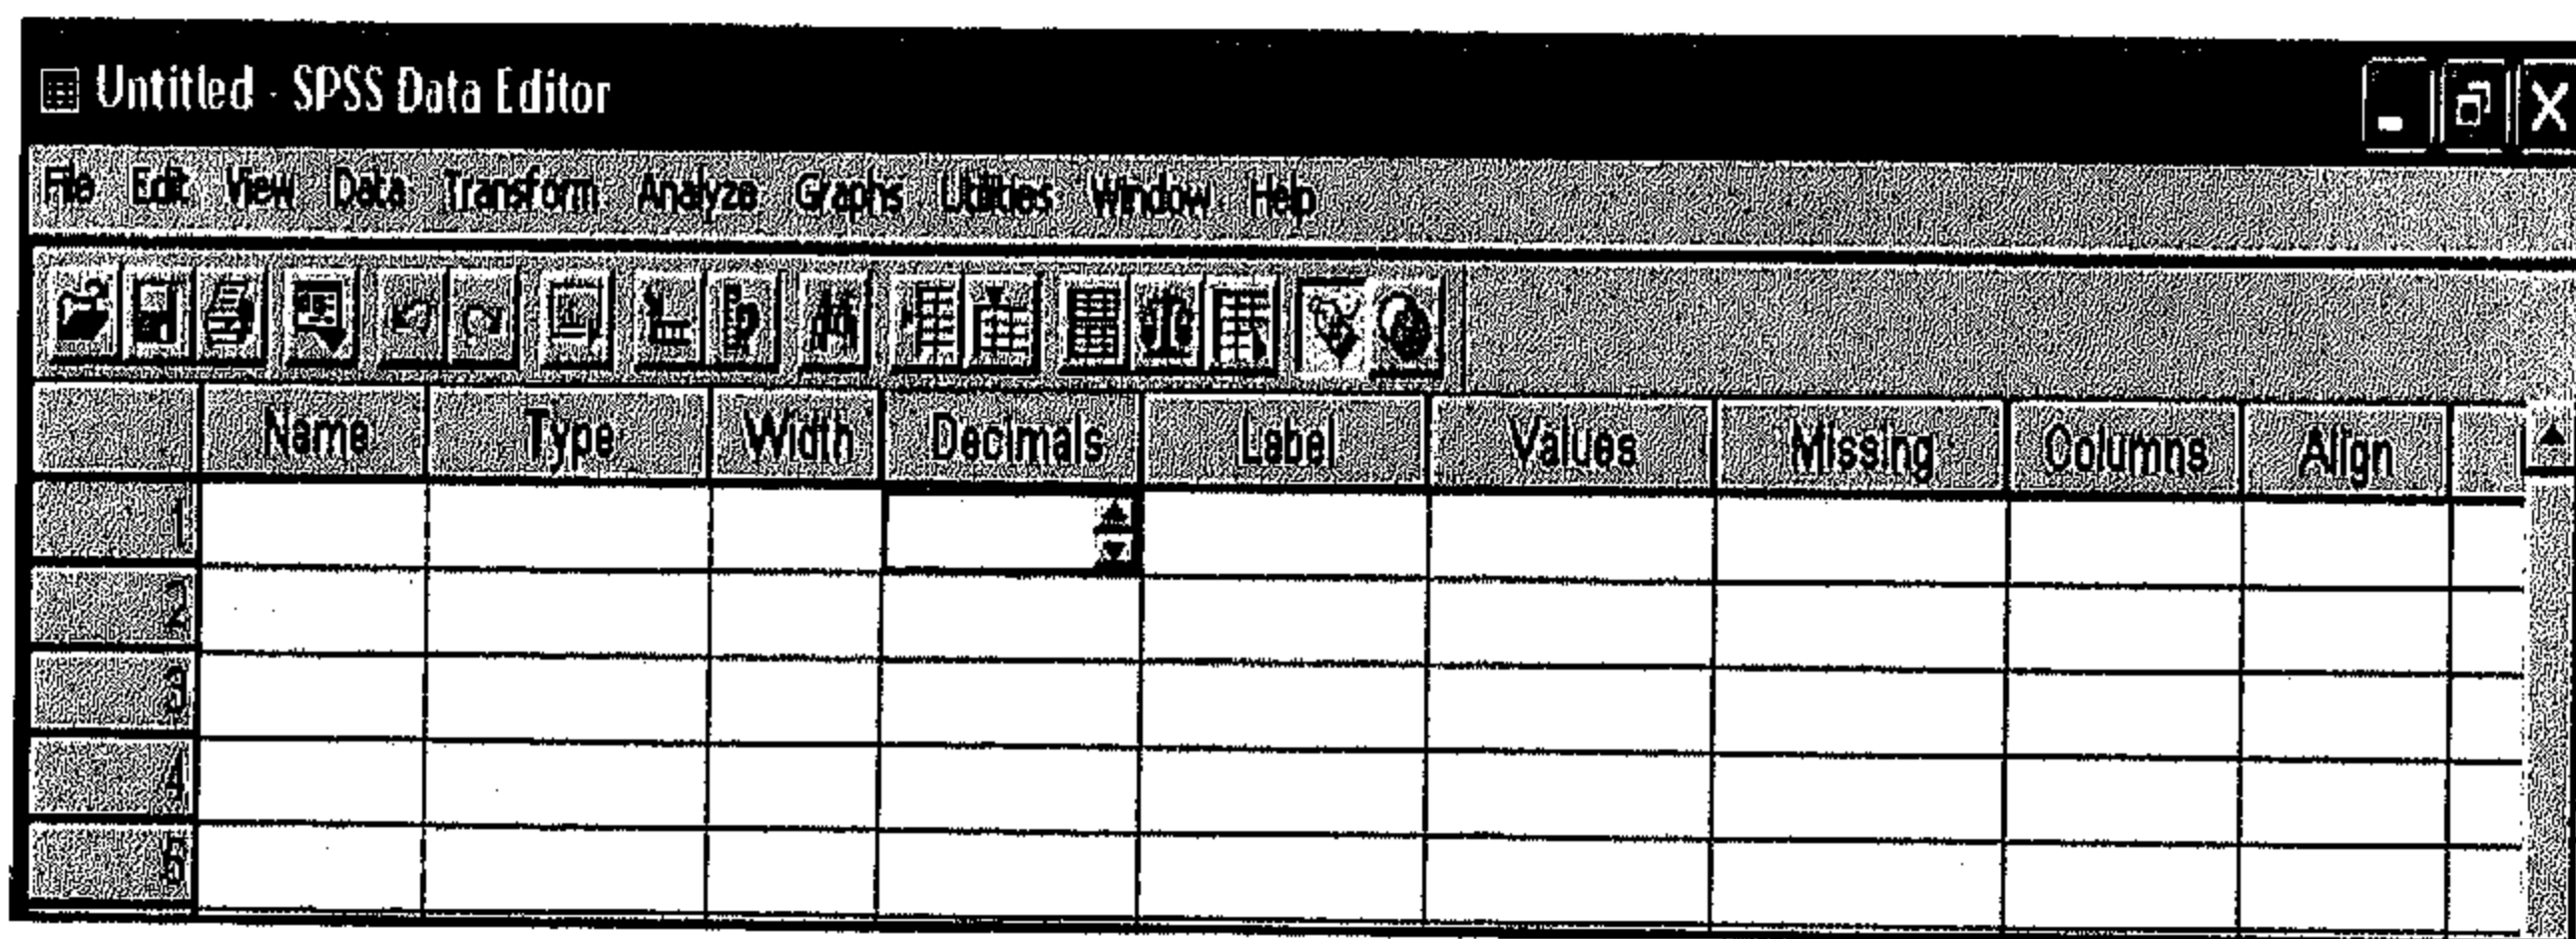 Untitled - SPSS Data Editor
File Edit View Data Transform Analyze Graphs Utilities Window Help
Name Type Width Decimals Label Values Missing Columns Align
1
2
3
4
5